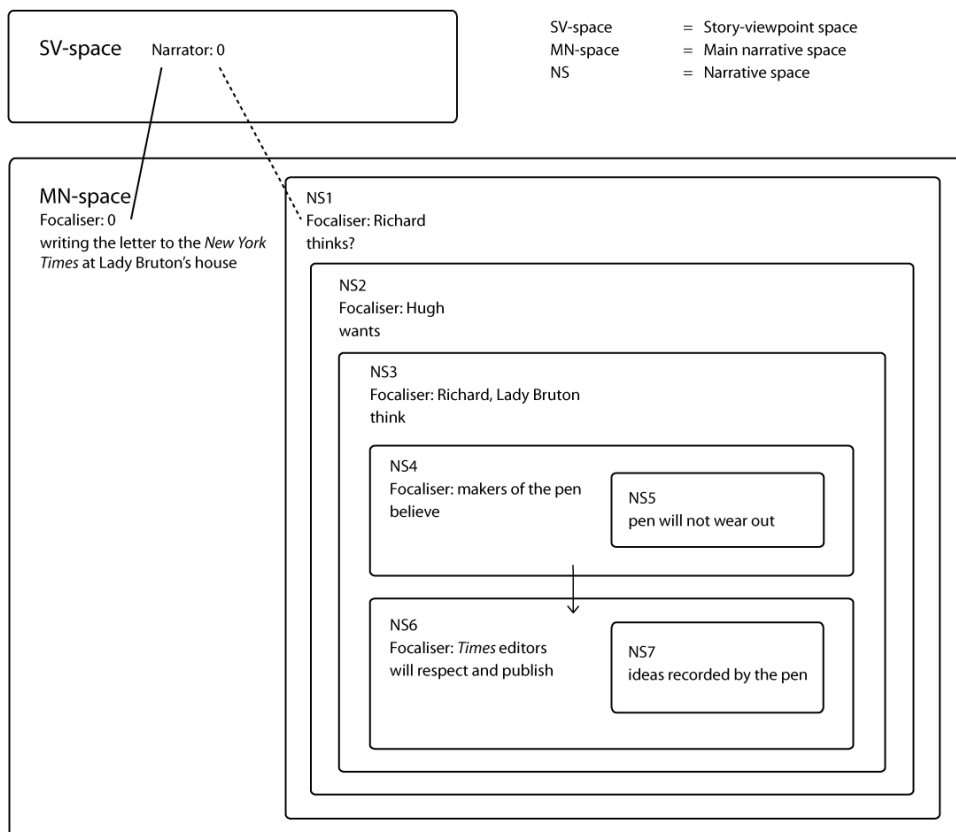 SV-space Narrator: 0
SV-space = Story-viewpoint space
MN-space = Main narrative space
NS = Narrative space
MN-space
Focaliser: 0
writing the letter to the New York
Times at Lady Bruton's house
NS1
Focaliser: Richard
thinks?
NS2
Focaliser: Hugh
wants
NS3
Focaliser: Richard, Lady Bruton
think
NS4
Focaliser: makers of the pen
believe
NS5
pen will not wear out
NS6
Focaliser: Times editors
will respect and publish
NS7
ideas recorded by the pen